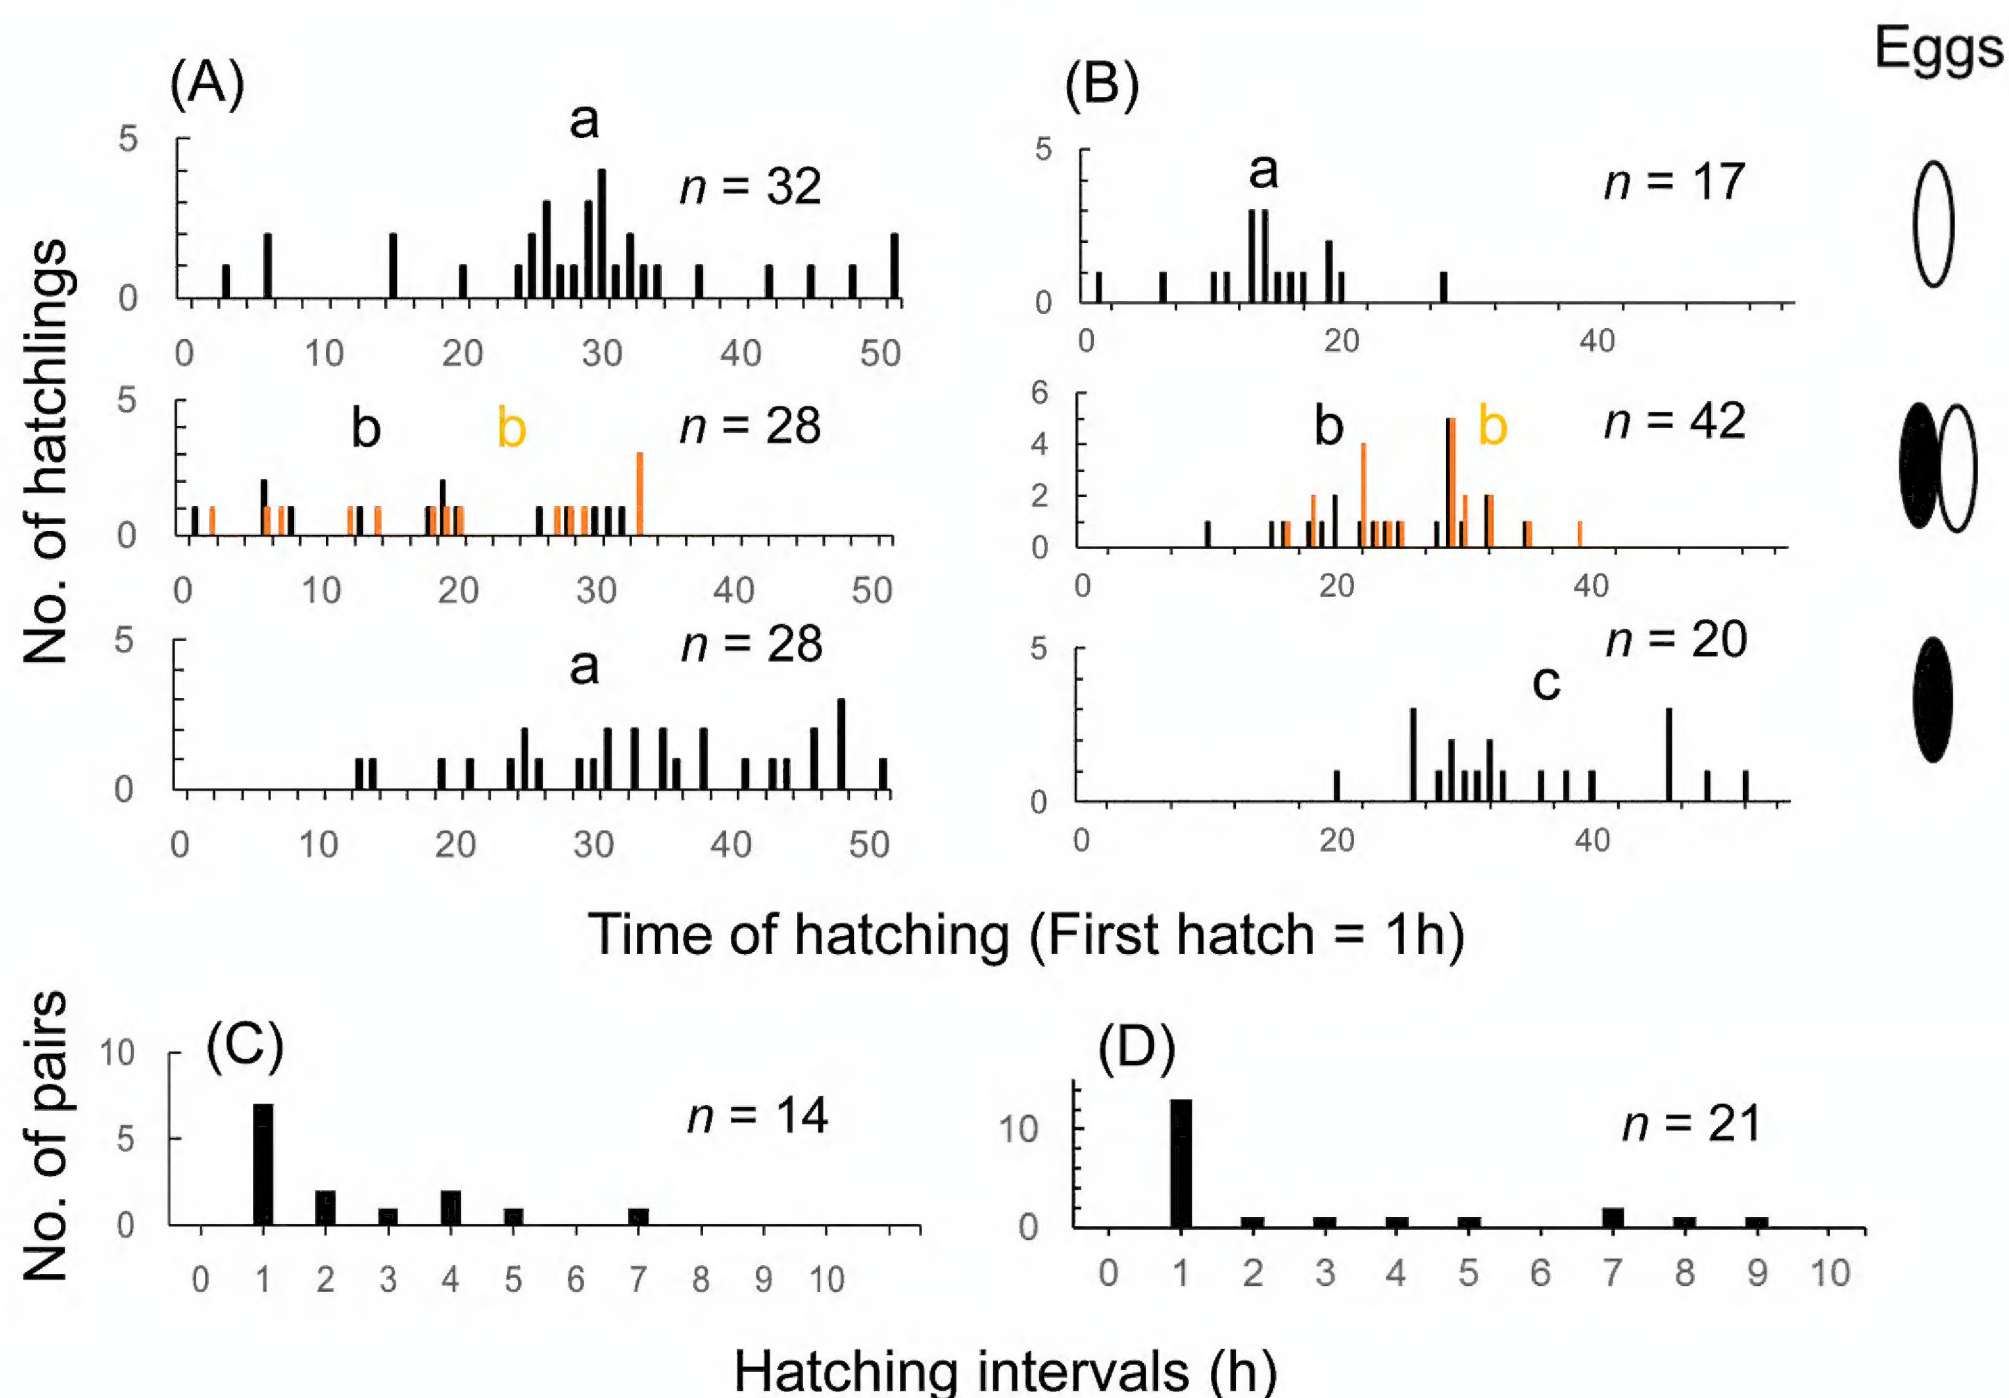 Eggs
(A)
(B)
No. of hatchlings
5
0
a
n = 32
0 10 20 30 40 50
5
0
a
n = 17
0 20 40
5
0
b b
n = 28
0 10 20 30 40 50
6
4
2
0
b b
n = 42
0 20 40
5
0
a
n = 28
0 10 20 30 40 50
5
0
c
n = 20
0 20 40
Time of hatching (First hatch = 1h)
No. of pairs
(C)
10
5
0
n = 14
0 1 2 3 4 5 6 7 8 9 10
(D)
10
0
n = 21
0 1 2 3 4 5 6 7 8 9 10
Hatching intervals (h)